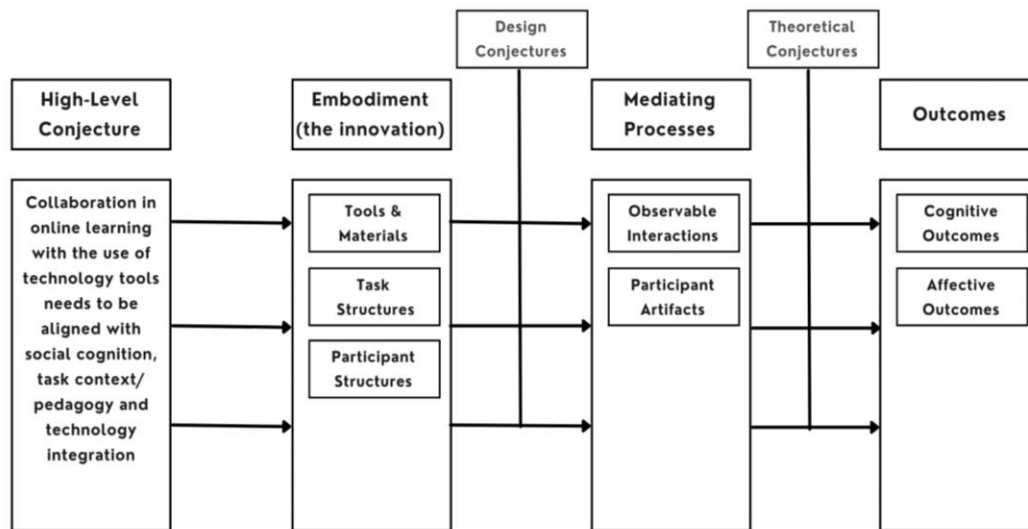 Design
Conjectures
Theoretical
Conjectures
High-Level
Conjecture
Embodiment
(the innovation)
Mediating
Processes
Outcomes
Collaboration in
online learning
with the use of
technology tools
needs to be
aligned with
social cognition,
task context/
pedagogy and
technology
integration
Tools &
Materials
Task
Structures
Participant
Structures
Observable
Interactions
Participant
Artifacts
Cognitive
Outcomes
Affective
Outcomes